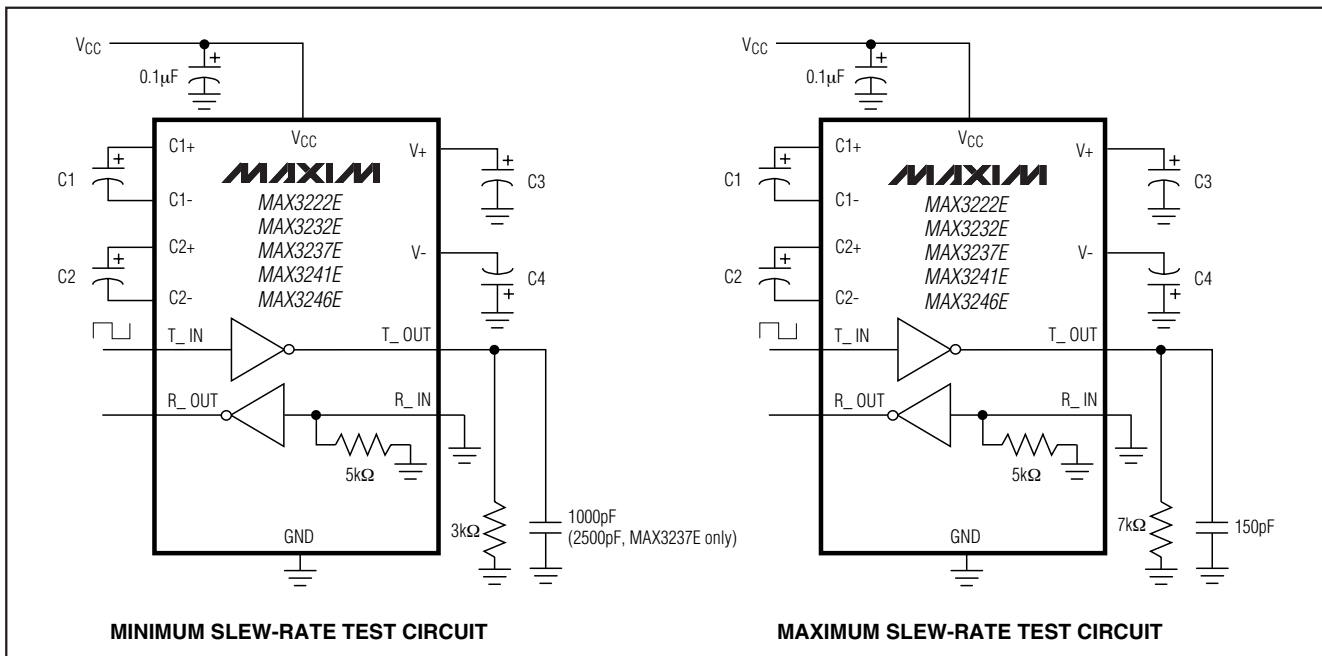 VCC
0.1µF
VCC
C1+
V+
C1
C3
C1-
MAXIM
MAX3222E
MAX3232E
MAX3237E
MAX3241E
MAX3246E
C2+
V-
C2
C4
C2-
T_ IN
T_ OUT
R_ OUT
R_ IN
5kΩ
3kΩ
1000pF
(2500pF, MAX3237E only)
GND
MINIMUM SLEW-RATE TEST CIRCUIT
VCC
0.1µF
VCC
C1+
V+
C1
C3
C1-
MAXIM
MAX3222E
MAX3232E
MAX3237E
MAX3241E
MAX3246E
C2+
V-
C2
C4
C2-
T_ IN
T_ OUT
R_ OUT
R_ IN
5kΩ
7kΩ
150pF
GND
MAXIMUM SLEW-RATE TEST CIRCUIT